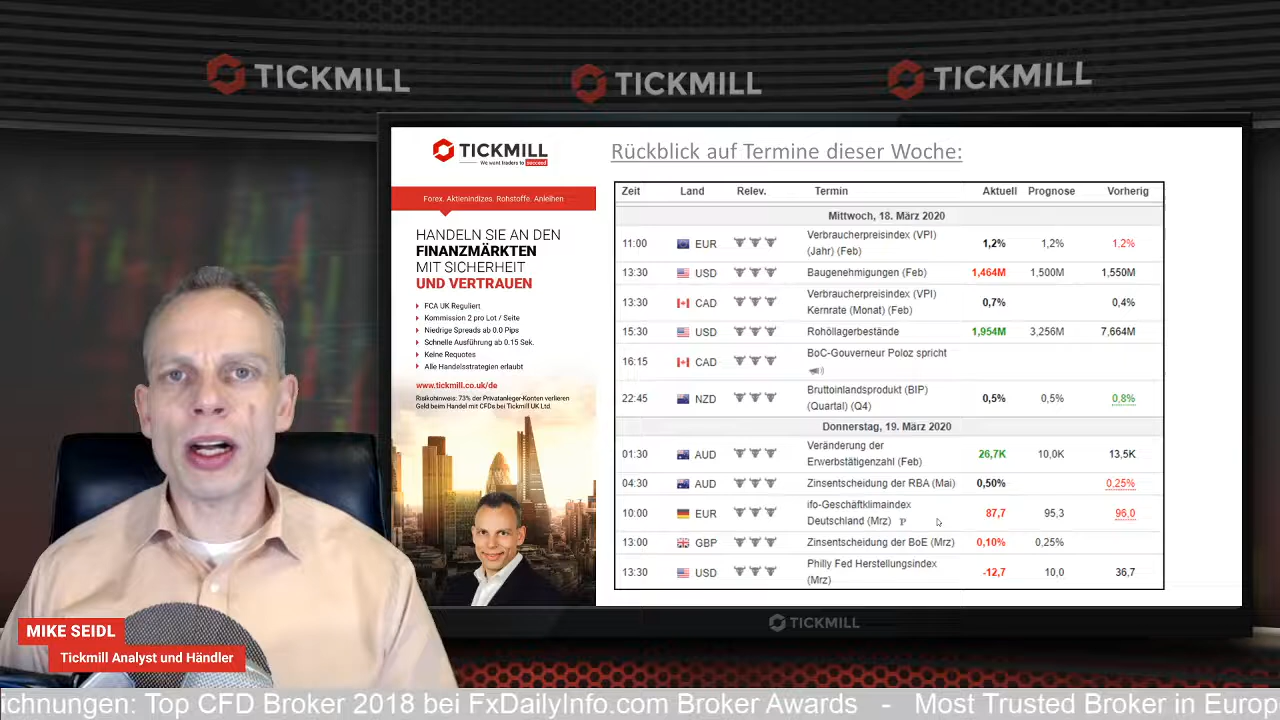 TICKMILL
TICKMILL
TICKMILL
TICKMILL
We want traders to succeed
Forex. Aktienindizes. Rohstoffe. Anleihen
HANDELN SIE AN DEN
FINANZMÄRKTEN
MIT SICHERHEIT
UND VERTRAUEN
FCA UK Reguliert
Kommission 2 pro Lot / Seite
Niedrige Spreads ab 0.0 Pips
Schnelle Ausführung ab 0.15 Sek.
Keine Requotes
Alle Handelsstrategien erlaubt
www.tickmill.co.uk/de
Risikohinweis: 73% der Privatanleger-Konten verlieren
Geld beim Handel mit CFDs bei Tickmill UK Ltd.
Rückblick auf Termine dieser Woche:
Zeit Land Relev. Termin Aktuell Prognose Vorherig
Mittwoch, 18. März 2020
11:00 EUR Verbraucherpreisindex (VPI) (Jahr) (Feb) 1,2% 1,2% 1,2%
13:30 USD Baugenehmigungen (Feb) 1,464M 1,500M 1,550M
13:30 CAD Verbraucherpreisindex (VPI) Kernrate (Monat) (Feb) 0,7% 0,4%
15:30 USD Rohöllagerbestände 1,954M 3,256M 7,664M
16:15 CAD BoC-Gouverneur Poloz spricht
22:45 NZD Bruttoinlandsprodukt (BIP) (Quartal) (Q4) 0,5% 0,5% 0,8%
Donnerstag, 19. März 2020
01:30 AUD Veränderung der Erwerbstätigenzahl (Feb) 26,7K 10,0K 13,5K
04:30 AUD Zinsentscheidung der RBA (Mai) 0,50% 0,25%
10:00 EUR ifo-Geschäftklimaindex Deutschland (Mrz) P 87,7 95,3 96,0
13:00 GBP Zinsentscheidung der BoE (Mrz) 0,10% 0,25%
13:30 USD Philly Fed Herstellungsindex (Mrz) -12,7 10,0 36,7
TICKMILL
MIKE SEIDL
Tickmill Analyst und Händler
ichnungen: Top CFD Broker 2018 bei FxDailyInfo.com Broker Awards - Most Trusted Broker in Europ